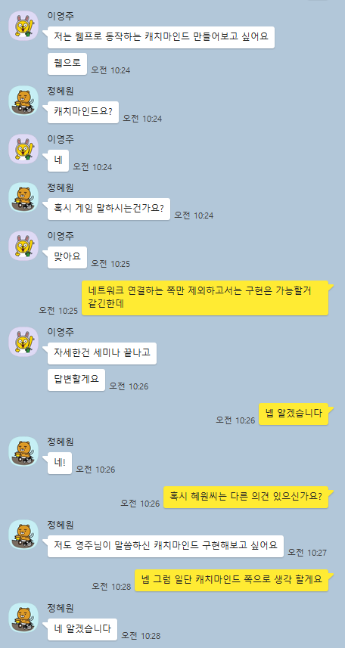 이영주
저는 웹프로 동작하는 캐치마인드 만들어보고 싶어요
웹으로
오전 10:24
정혜원
캐치마인드요?
오전 10:24
이영주
네
오전 10:24
정혜원
혹시 게임 말하시는건가요?
오전 10:24
이영주
맞아요
오전 10:25
네트워크 연결하는 쪽만 제외하고서는 구현은 가능할거
같긴한데
오전 10:25
이영주
자세한건 세미나 끝나고
답변할게요
오전 10:26
넵 알겠습니다
오전 10:26
정혜원
네!
오전 10:26
혹시 혜원씨는 다른 의견 있으신가요?
오전 10:26
정혜원
저도 영주님이 말씀하신 캐치마인드 구현해보고 싶어요
오전 10:27
넵 그럼 일단 캐치마인드 쪽으로 생각 할게요
오전 10:28
정혜원
네 알겠습니다
오전 10:28